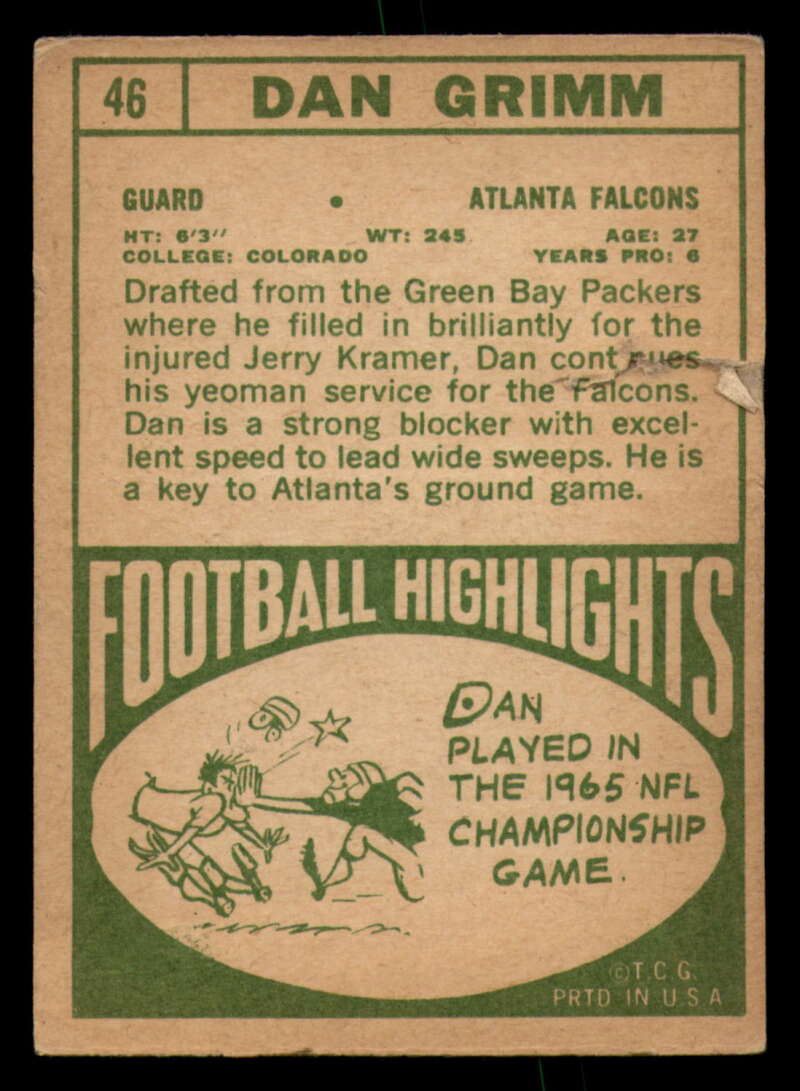 46 DAN GRIMM
GUARD • ATLANTA FALCONS
HT: 6'3" WT: 245 AGE: 27
COLLEGE: COLORADO YEARS PRO: 6
Drafted from the Green Bay Packers
where he filled in brilliantly for the
injured Jerry Kramer, Dan cont nues
his yeoman service for the Falcons.
Dan is a strong blocker with excel-
lent speed to lead wide sweeps. He is
a key to Atlanta's ground game.
FOOTBALL HIGHLIGHTS
DAN
PLAYED IN
THE 1965 NFL
CHAMPIONSHIP
GAME.
©T.C.G.
PRTD IN U.S.A